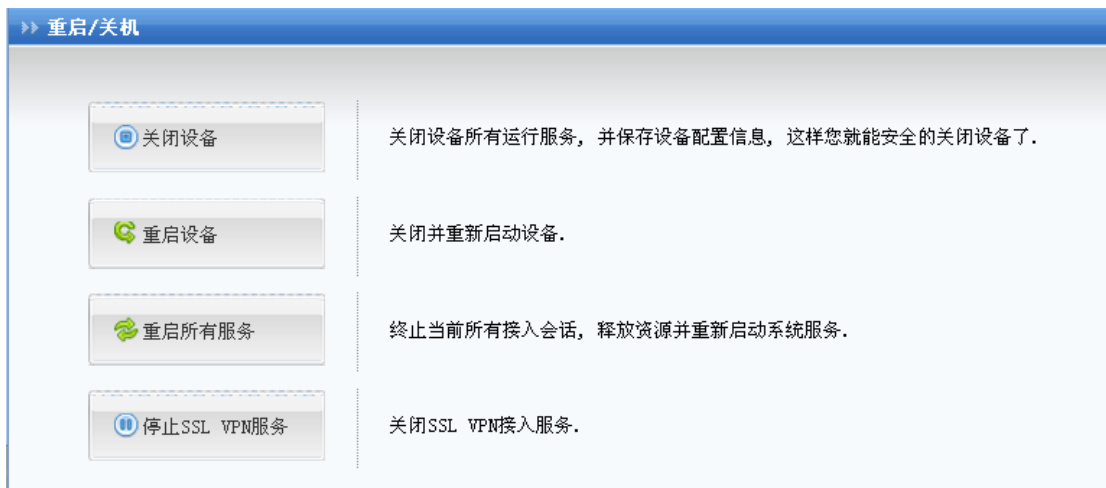 重启/关机
关闭设备 关闭设备所有运行服务, 并保存设备配置信息, 这样您就能安全的关闭设备了.
重启设备 关闭并重新启动设备.
重启所有服务 终止当前所有接入会话, 释放资源并重新启动系统服务.
停止SSL VPN服务 关闭SSL VPN接入服务.